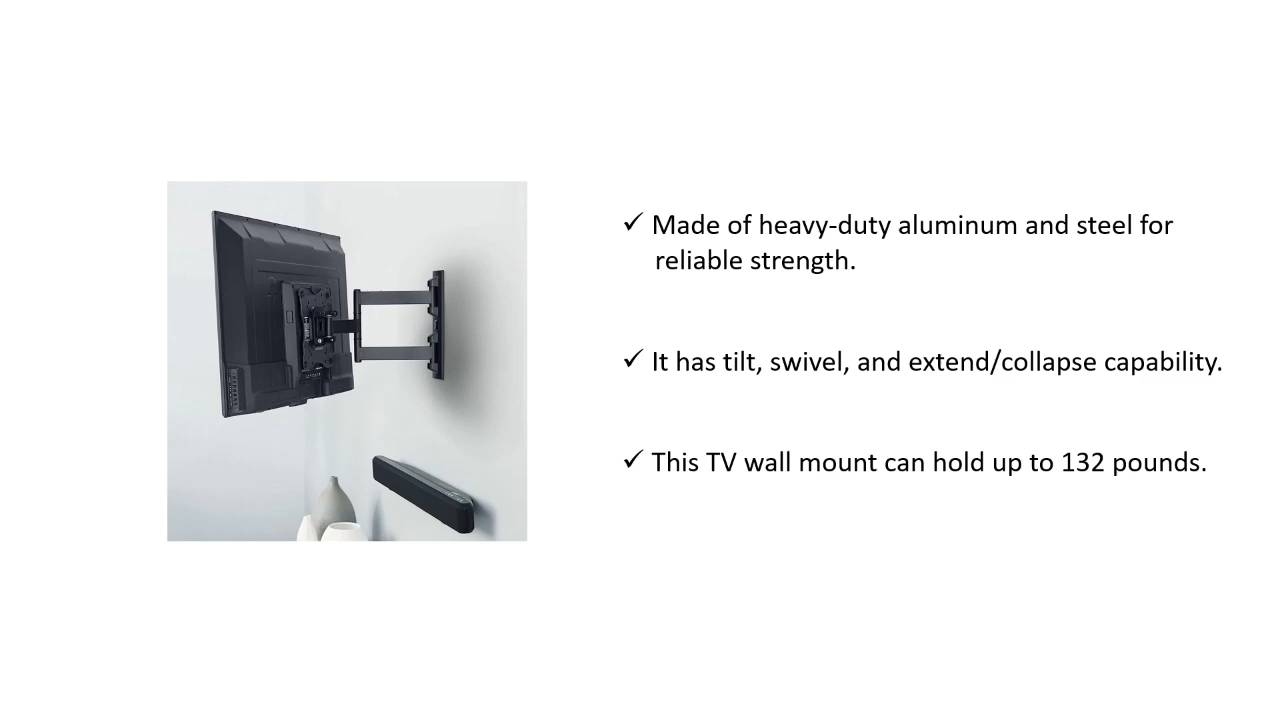 ✓ Made of heavy-duty aluminum and steel for
reliable strength.
✓ It has tilt, swivel, and extend/collapse capability.
✓ This TV wall mount can hold up to 132 pounds.